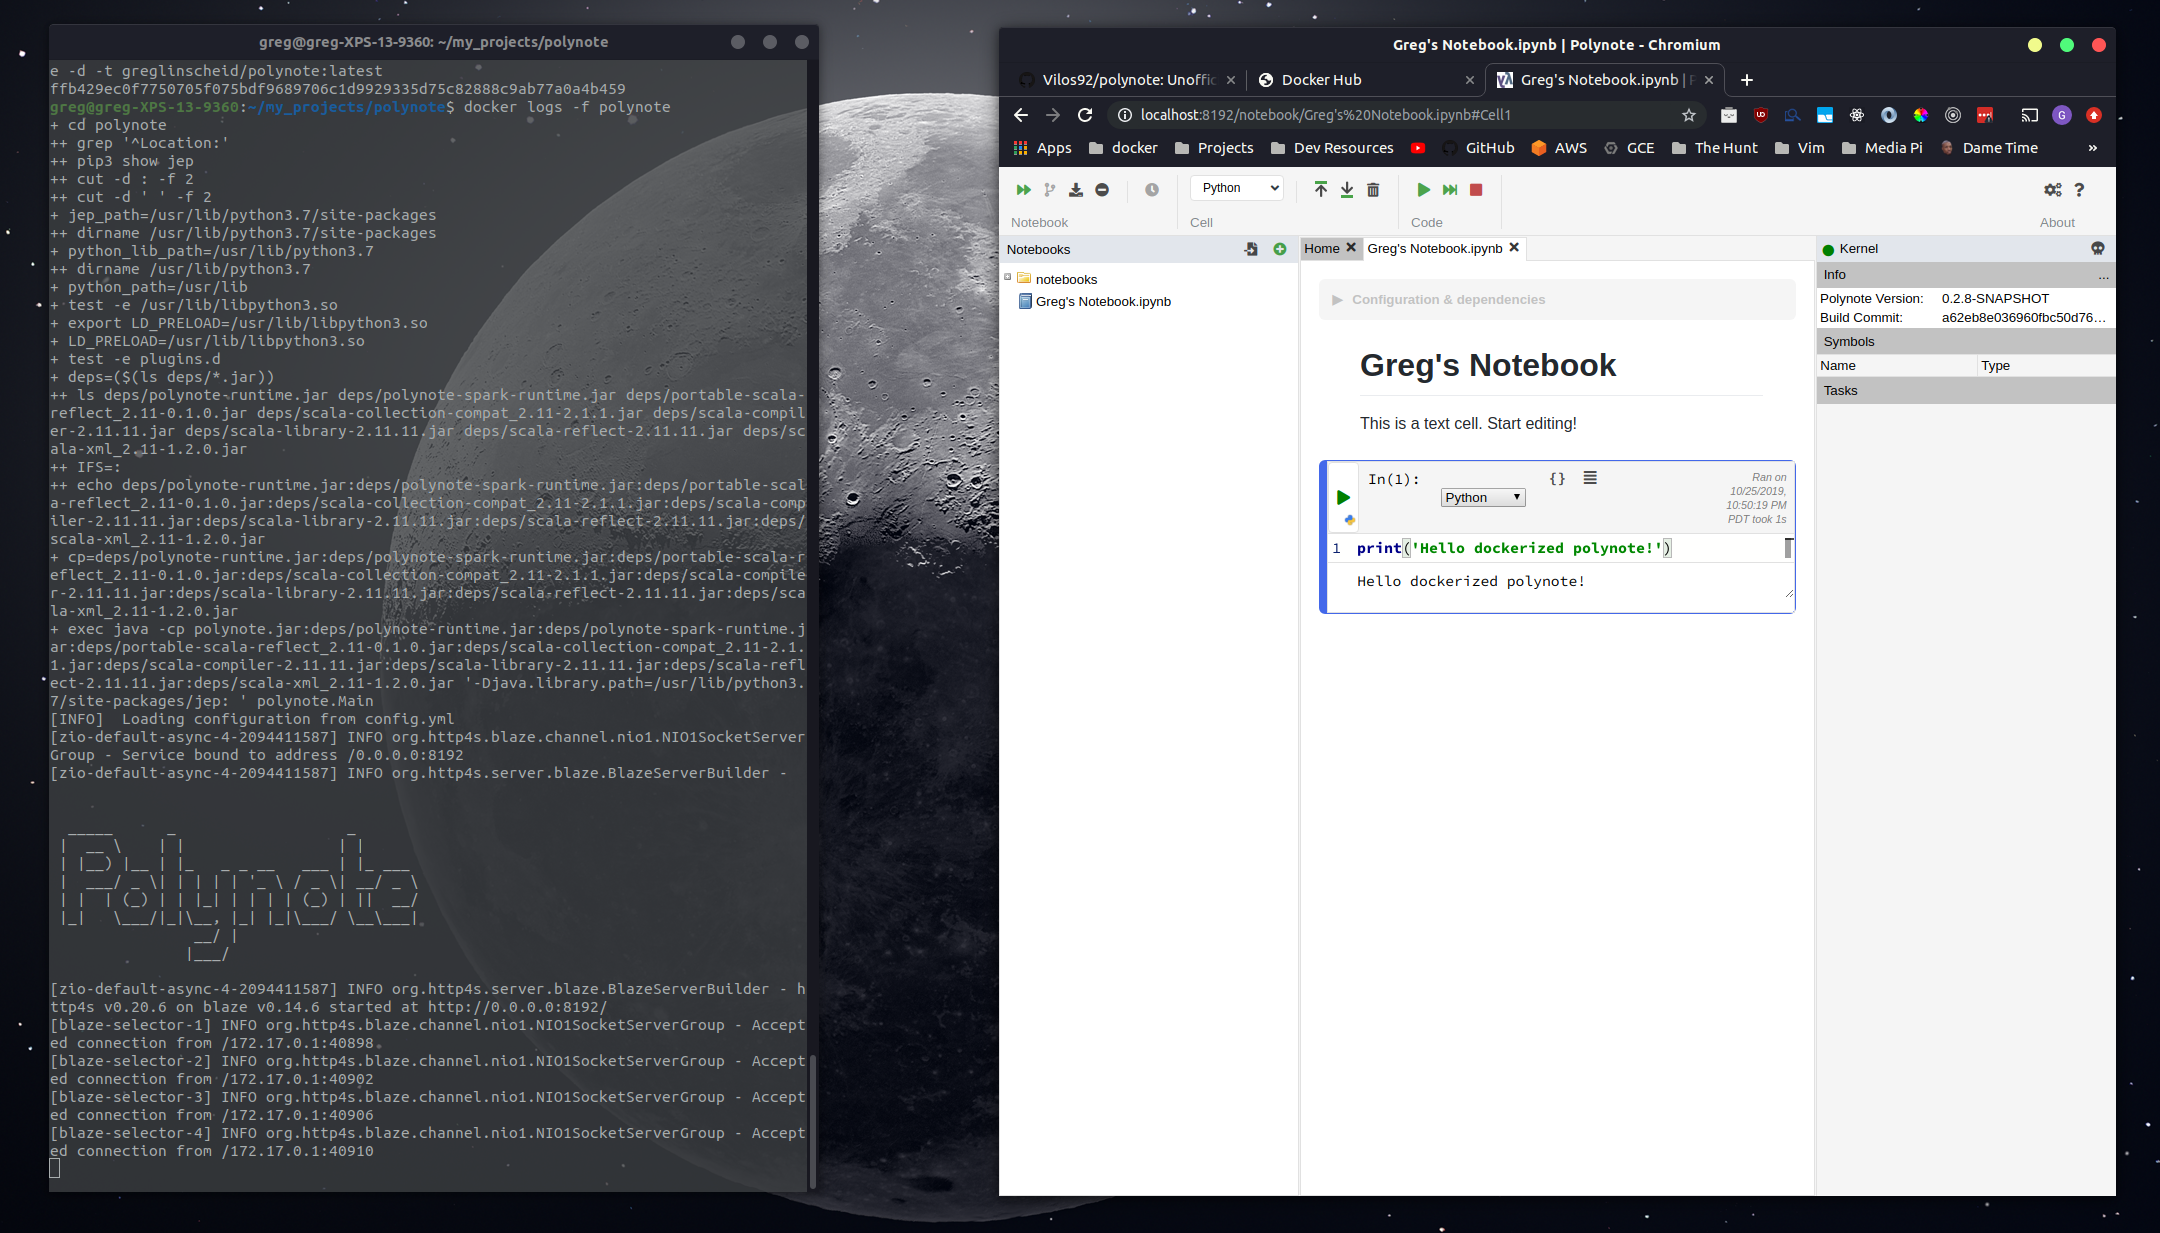 greg@greg-XPS-13-9360: ~/my_projects/polynote
e -d -t greglinscheid/polynote:latest
ffb429ec0f7750705f075bdf9689706c1d9929335d75c82888c9ab77a0a4b459
greg@greg-XPS-13-9360:~/my_projects/polynote$ docker logs -f polynote
+ cd polynote
++ grep '^Location:'
++ pip3 show jep
++ cut -d : -f 2
++ cut -d ' ' -f 2
+ jep_path=/usr/lib/python3.7/site-packages
++ dirname /usr/lib/python3.7/site-packages
+ python_lib_path=/usr/lib/python3.7
++ dirname /usr/lib/python3.7
+ python_path=/usr/lib
+ test -e /usr/lib/libpython3.so
+ export LD_PRELOAD=/usr/lib/libpython3.so
+ LD_PRELOAD=/usr/lib/libpython3.so
+ test -e plugins.d
+ deps=($(ls deps/*.jar))
++ ls deps/polynote-runtime.jar deps/polynote-spark-runtime.jar deps/portable-scala-
reflect_2.11-0.1.0.jar deps/scala-collection-compat_2.11-2.1.1.jar deps/scala-compil
er-2.11.11.jar deps/scala-library-2.11.11.jar deps/scala-reflect-2.11.11.jar deps/sc
ala-xml_2.11-1.2.0.jar
++ IFS=:
++ echo deps/polynote-runtime.jar:deps/polynote-spark-runtime.jar:deps/portable-scal
a-reflect_2.11-0.1.0.jar:deps/scala-collection-compat_2.11-2.1.1.jar:deps/scala-comp
iler-2.11.11.jar:deps/scala-library-2.11.11.jar:deps/scala-reflect-2.11.11.jar:deps/
scala-xml_2.11-1.2.0.jar
+ cp=deps/polynote-runtime.jar:deps/polynote-spark-runtime.jar:deps/portable-scala-r
eflect_2.11-0.1.0.jar:deps/scala-collection-compat_2.11-2.1.1.jar:deps/scala-compile
r-2.11.11.jar:deps/scala-library-2.11.11.jar:deps/scala-reflect-2.11.11.jar:deps/sca
la-xml_2.11-1.2.0.jar
+ exec java -cp polynote.jar:deps/polynote-runtime.jar:deps/polynote-spark-runtime.j
ar:deps/portable-scala-reflect_2.11-0.1.0.jar:deps/scala-collection-compat_2.11-2.1.
1.jar:deps/scala-compiler-2.11.11.jar:deps/scala-library-2.11.11.jar:deps/scala-refl
ect-2.11.11.jar:deps/scala-xml_2.11-1.2.0.jar '-Djava.library.path=/usr/lib/python3.
7/site-packages/jep: ' polynote.Main
[INFO]  Loading configuration from config.yml
[zio-default-async-4-2094411587] INFO org.http4s.blaze.channel.nio1.NIO1SocketServer
Group - Service bound to address /0.0.0.0:8192
[zio-default-async-4-2094411587] INFO org.http4s.server.blaze.BlazeServerBuilder -
Polynote
[zio-default-async-4-2094411587] INFO org.http4s.server.blaze.BlazeServerBuilder - h
ttp4s v0.20.6 on blaze v0.14.6 started at http://0.0.0.0:8192/
[blaze-selector-1] INFO org.http4s.blaze.channel.nio1.NIO1SocketServerGroup - Accept
ed connection from /172.17.0.1:40898
[blaze-selector-2] INFO org.http4s.blaze.channel.nio1.NIO1SocketServerGroup - Accept
ed connection from /172.17.0.1:40902
[blaze-selector-3] INFO org.http4s.blaze.channel.nio1.NIO1SocketServerGroup - Accept
ed connection from /172.17.0.1:40906
[blaze-selector-4] INFO org.http4s.blaze.channel.nio1.NIO1SocketServerGroup - Accept
ed connection from /172.17.0.1:40910
Greg's Notebook.ipynb | Polynote - Chromium
Vilos92/polynote: Unoffic Docker Hub Greg's Notebook.ipynb | P
localhost:8192/notebook/Greg's%20Notebook.ipynb#Cell1
G
Apps docker Projects Dev Resources GitHub AWS GCE The Hunt Vim Media Pi Dame Time »
Python
?
Notebook Cell Code About
Notebooks
notebooks
Greg's Notebook.ipynb
Home Greg's Notebook.ipynb
Configuration & dependencies
Greg's Notebook
This is a text cell. Start editing!
In(1):
Python
{}
Ran on
10/25/2019,
10:50:19 PM
PDT took 1s
1 print('Hello dockerized polynote!')
Hello dockerized polynote!
Kernel
Info ...
Polynote Version: 0.2.8-SNAPSHOT
Build Commit: a62eb8e036960fbc50d76...
Symbols
Name Type
Tasks